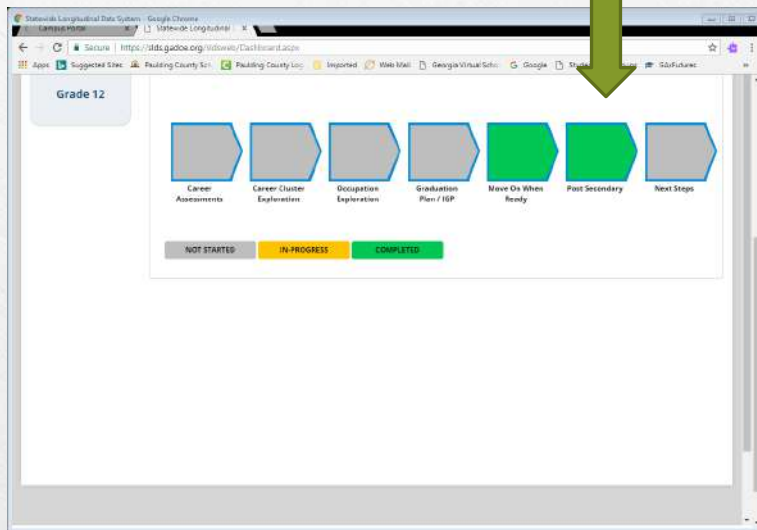 Statewide Longitudinal Data System - Google Chrome
Campus Portal
Statewide Longitudinal
Secure
https://slds.gadoe.org/sldsweb/Dashboard.aspx
Apps
Suggested Sites
Paulding County Sch
Paulding County Log
Imported
Web Mail
Georgia Virtual Scho
Google
GAFutures
Grade 12
Career Assessments
Career Cluster Exploration
Occupation Exploration
Graduation Plan / IGP
Move On When Ready
Post Secondary
Next Steps
NOT STARTED
IN-PROGRESS
COMPLETED